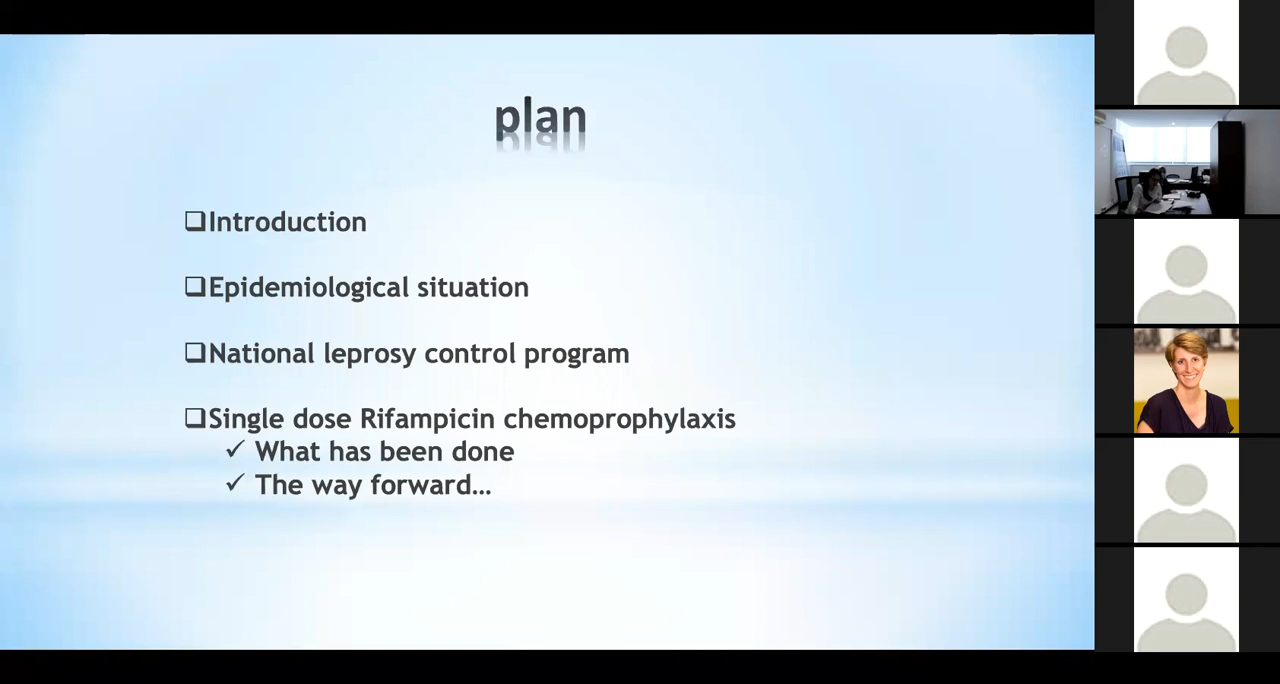 plan
❑Introduction
❑Epidemiological situation
❑National leprosy control program
❑Single dose Rifampicin chemoprophylaxis
✓ What has been done
✓ The way forward...